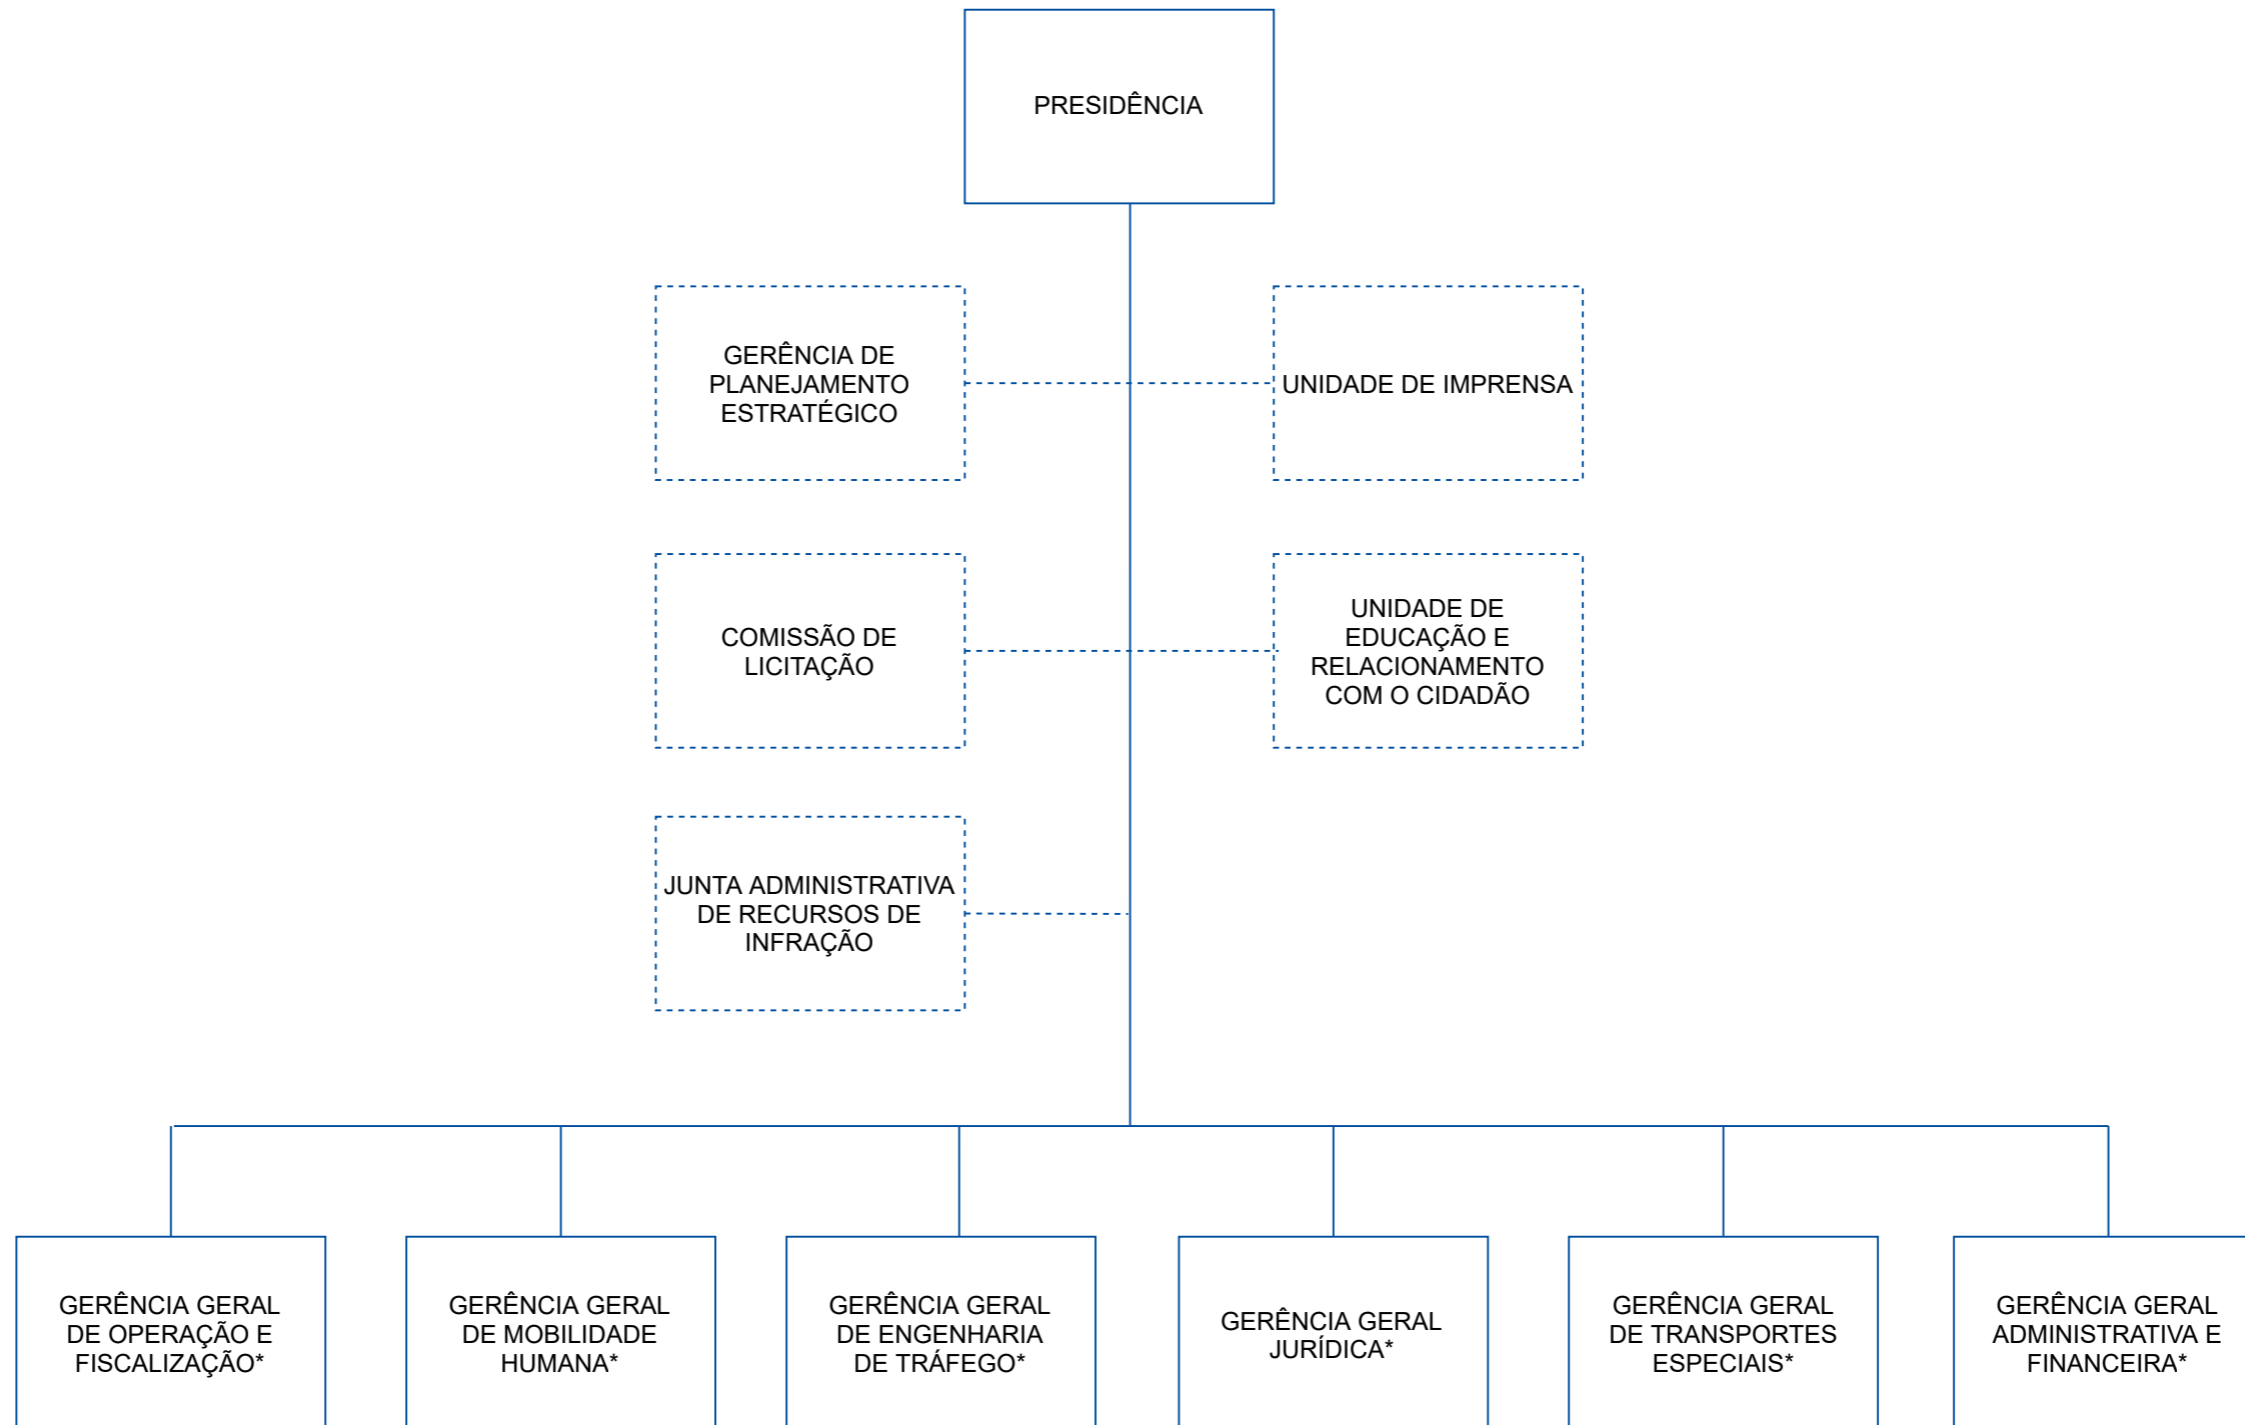 PRESIDÊNCIA
GERÊNCIA DE
PLANEJAMENTO
ESTRATÉGICO
UNIDADE DE IMPRENSA
COMISSÃO DE
LICITAÇÃO
UNIDADE DE
EDUCAÇÃO E
RELACIONAMENTO
COM O CIDADÃO
JUNTA ADMINISTRATIVA
DE RECURSOS DE
INFRAÇÃO
GERÊNCIA GERAL
DE OPERAÇÃO E
FISCALIZAÇÃO*
GERÊNCIA GERAL
DE MOBILIDADE
HUMANA*
GERÊNCIA GERAL
DE ENGENHARIA
DE TRÁFEGO*
GERÊNCIA GERAL
JURÍDICA*
GERÊNCIA GERAL
DE TRANSPORTES
ESPECIAIS*
GERÊNCIA GERAL
ADMINISTRATIVA E
FINANCEIRA*